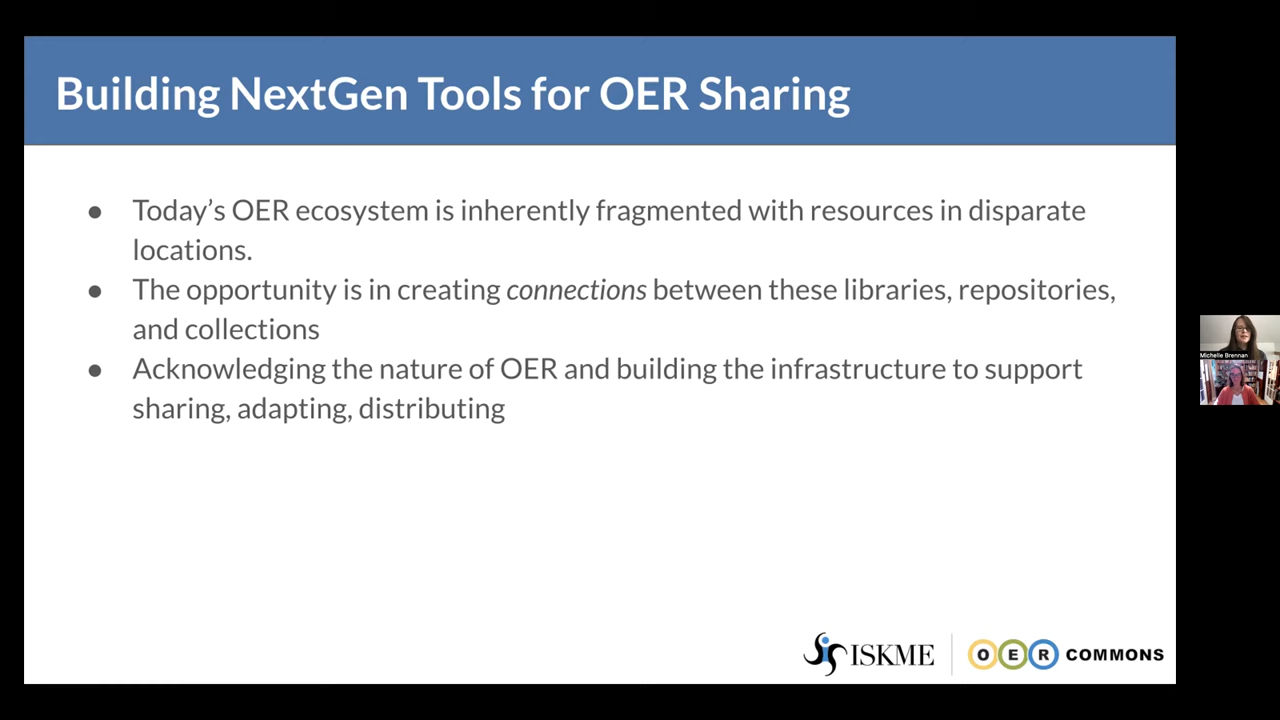 Building NextGen Tools for OER Sharing
● Today’s OER ecosystem is inherently fragmented with resources in disparate
locations.
● The opportunity is in creating connections between these libraries, repositories,
and collections
● Acknowledging the nature of OER and building the infrastructure to support
sharing, adapting, distributing
Michelle Brennan
ISKME
O E R COMMONS